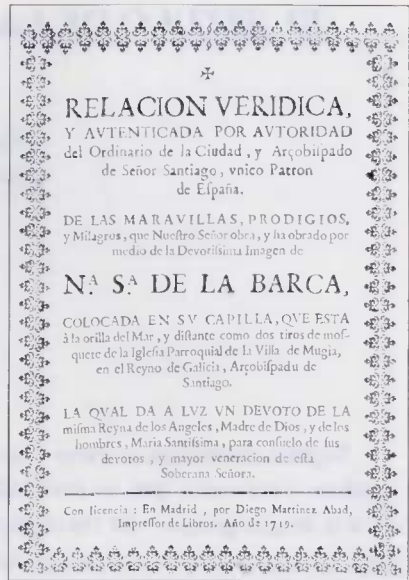 RELACION VERIDICA,
Y AVTENTICADA POR AVTORIDAD
del Ordinario de la Ciudad, y Arçobiſpado
de Señor Santiago, vnico Patron
de Eſpaña.
DE LAS MARAVILLAS, PRODIGIOS,
y Milagros, que Nueſtro Señor obra, y ha obrado por
medio de la Devotiſsima Imagen de
N.ª S.ª DE LA BARCA,
COLOCADA EN SV CAPILLA, QVE ESTA
à la orilla del Mar, y diſtante como dos tiros de moſ-
quete de la Igleſia Parroquial de la Villa de Mugia,
en el Reyno de Galicia, Arçobiſpadu de
Santiago.
LA QVAL DA A LVZ VN DEVOTO DE LA
miſma Reyna de los Angeles, Madre de Dios, y de los
hombres, Maria Santiſsima, para conſuelo de ſus
devotos, y mayor veneracion de eſta
Soberana Señora.
Con licencia: En Madrid, por Diego Martinez Abad,
Impreſſor de Libros. Año de 1719.